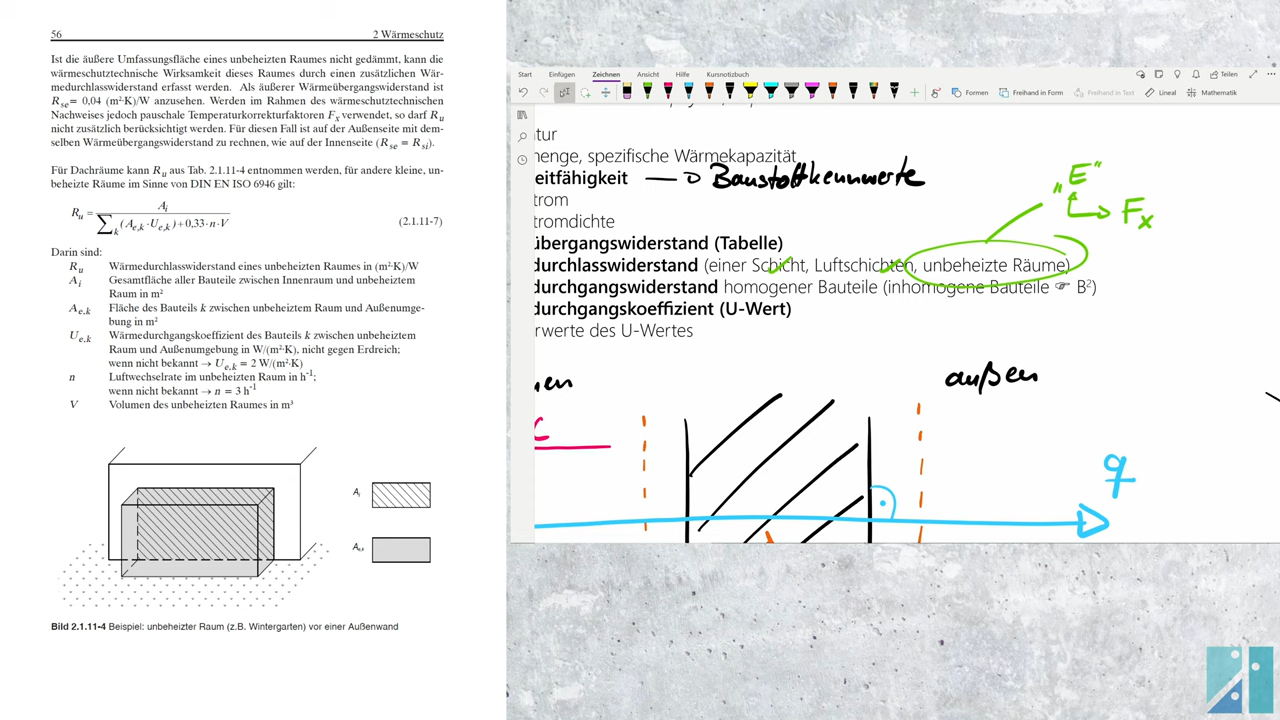 56 2 Wärmeschutz
Ist die äußere Umfassungsfläche eines unbeheizten Raumes nicht gedämmt, kann die
wärmeschutztechnische Wirksamkeit dieses Raumes durch einen zusätzlichen Wär-
medurchlasswiderstand erfasst werden. Als äußerer Wärmeübergangswiderstand ist
Rse= 0,04 (m²·K)/W anzusehen. Werden im Rahmen des wärmeschutztechnischen
Nachweises jedoch pauschale Temperaturkorrekturfaktoren Fx verwendet, so darf Ru
nicht zusätzlich berücksichtigt werden. Für diesen Fall ist auf der Außenseite mit dem-
selben Wärmeübergangswiderstand zu rechnen, wie auf der Innenseite (Rse = Rsi).
Für Dachräume kann Ru aus Tab. 2.1.11-4 entnommen werden, für andere kleine, un-
beheizte Räume im Sinne von DIN EN ISO 6946 gilt:
Ru = Ai / ∑k (Ae,k · Ue,k) + 0,33 · n · V (2.1.11-7)
Darin sind:
Ru Wärmedurchlasswiderstand eines unbeheizten Raumes in (m²·K)/W
Ai Gesamtfläche aller Bauteile zwischen Innenraum und unbeheiztem
Raum in m²
Ae,k Fläche des Bauteils k zwischen unbeheiztem Raum und Außenumge-
bung in m²
Ue,k Wärmedurchgangskoeffizient des Bauteils k zwischen unbeheiztem
Raum und Außenumgebung in W/(m²·K), nicht gegen Erdreich;
wenn nicht bekannt → Ue,k = 2 W/(m²·K)
n Luftwechselrate im unbeheizten Raum in h⁻¹;
wenn nicht bekannt → n = 3 h⁻¹
V Volumen des unbeheizten Raumes in m³
Ai
Ae,k
Bild 2.1.11-4 Beispiel: unbeheizter Raum (z.B. Wintergarten) vor einer Außenwand
Start Einfügen Zeichnen Ansicht Hilfe Kursnotizbuch Teilen
Formen Freihand in Form Freihand in Text Lineal Mathematik
tur
menge, spezifische Wärmekapazität
eitfähigkeit Baustoffkennwerte
„E“
Fx
trom
tromdichte
übergangswiderstand (Tabelle)
durchlasswiderstand (einer Schicht, Luftschichten, unbeheizte Räume)
durchgangswiderstand homogener Bauteile (inhomogene Bauteile ☞ B²)
durchgangskoeffizient (U-Wert)
rwerte des U-Wertes
nen außen
C
q